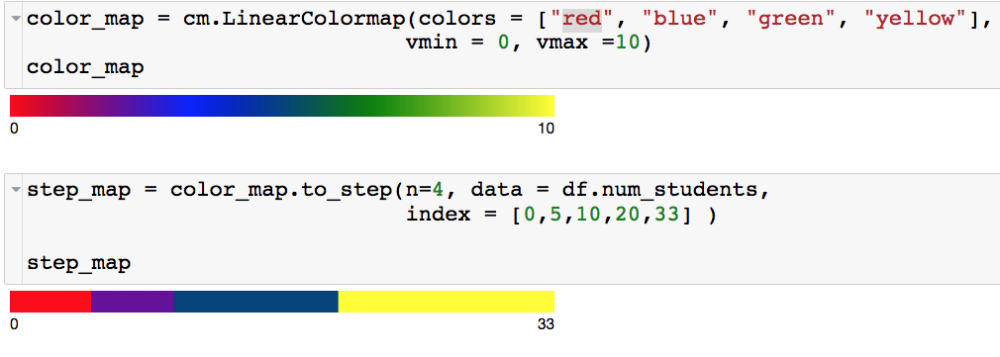 color_map = cm.LinearColormap(colors = ["red", "blue", "green", "yellow"],
vmin = 0, vmax =10)
color_map
0 10
step_map = color_map.to_step(n=4, data = df.num_students,
index = [0,5,10,20,33] )
step_map
0 33